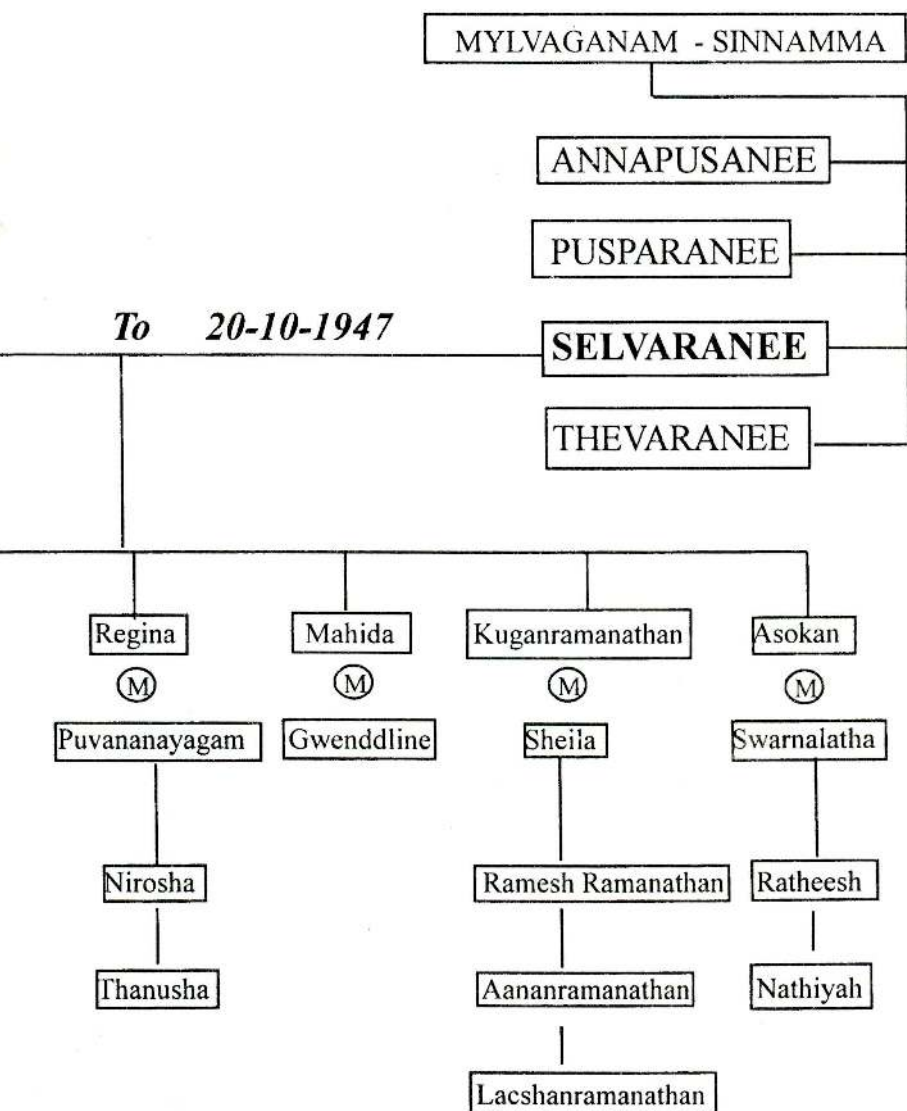 MYLVAGANAM - SINNAMMA
ANNAPUSANEE
PUSPARANEE
To 20-10-1947
SELVARANEE
THEVARANEE
Regina Mahida Kuganramanathan Asokan
M M M M
Puvananayagam Gwenddline Sheila Swarnalatha
Nirosha Ramesh Ramanathan Ratheesh
Thanusha Aananramanathan Nathiyah
Lacshanramanathan